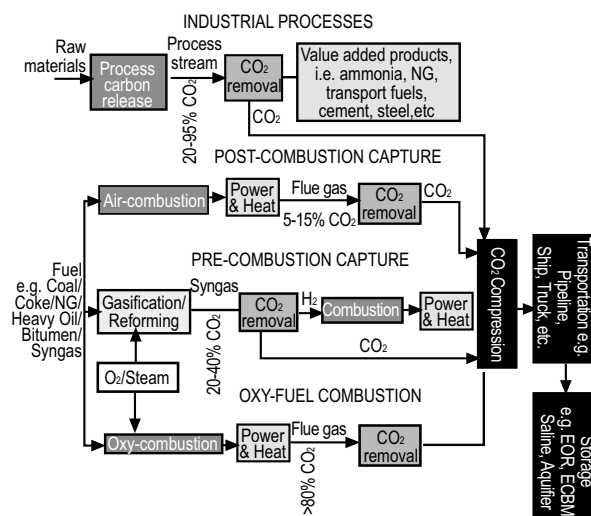 INDUSTRIAL PROCESSES
Raw
materials
Process
carbon
release
Process
stream
20-95% CO2
CO2
removal
Value added products,
i.e. ammonia, NG,
transport fuels,
cement, steel,etc
CO2
POST-COMBUSTION CAPTURE
Air-combustion
Power
& Heat
Flue gas
5-15% CO2
CO2
removal
CO2
PRE-COMBUSTION CAPTURE
Fuel
e.g. Coal/
Coke/NG/
Heavy Oil/
Bitumen/
Syngas
Gasification/
Reforming
Syngas
20-40% CO2
CO2
removal
H2
Combustion
Power
& Heat
CO2
O2/Steam
OXY-FUEL COMBUSTION
Oxy-combustion
Power
& Heat
Flue gas
>80% CO2
CO2
removal
CO2 Compression
Transportation e.g.
Pipeline,
Ship, Truck, etc.
Storage
e.g. EOR, ECBM
Saline, Aquifier